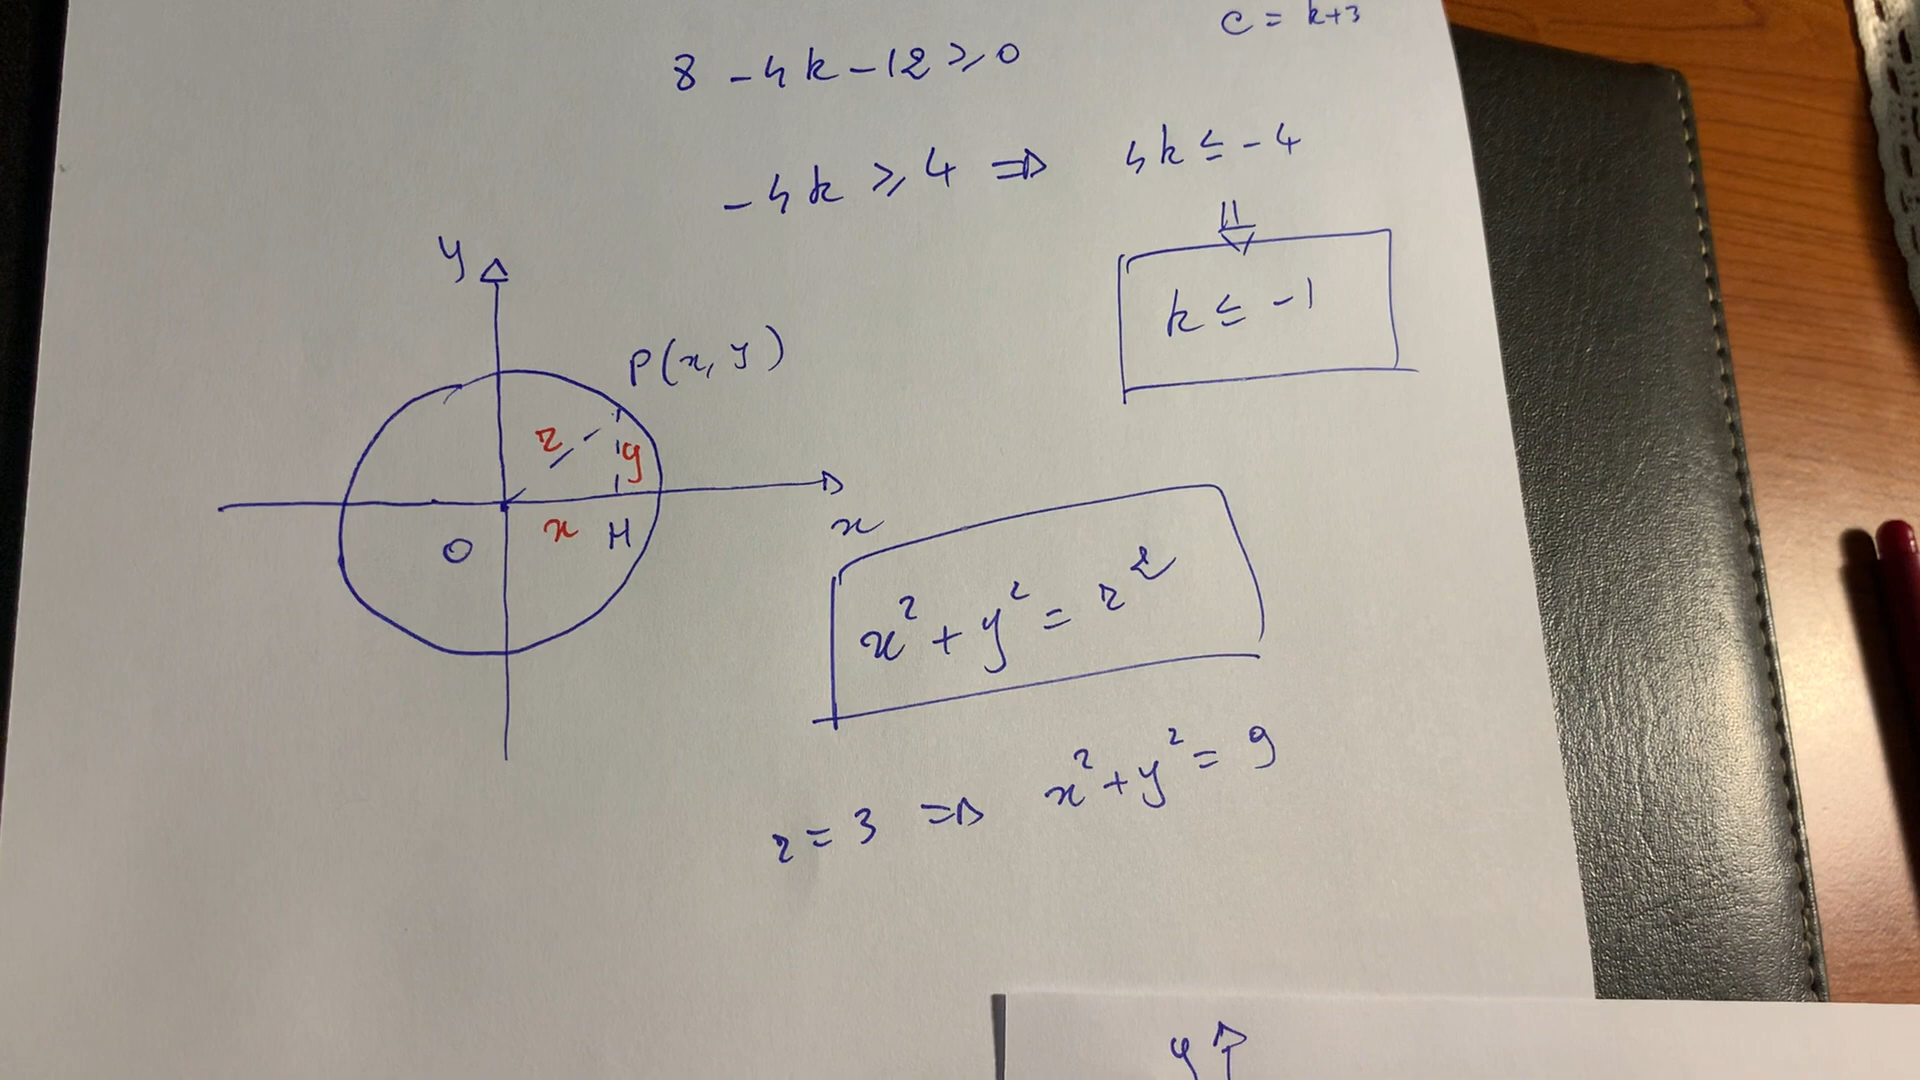 c = k+3
8 - 4k - 12 ⩾ 0
-4k ⩾ 4 ⇒ 4k ≤ -4
⇓
k ≤ -1
y
P(x, y)
r
y
x
H
O
x
x² + y² = r²
r = 3 ⇒ x² + y² = 9
y